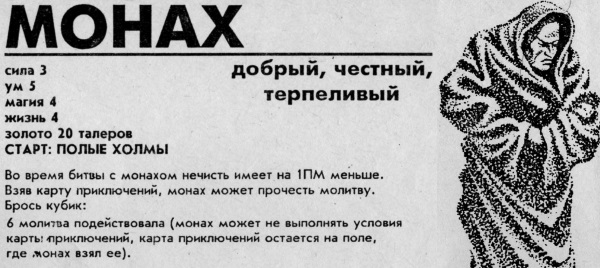 МОНАХ
сила 3
ум 5
магия 4
жизнь 4
золото 20 талеров
СТАРТ: ПОЛЫЕ ХОЛМЫ
добрый, честный,
терпеливый
Во время битвы с монахом нечисть имеет на 1ПМ меньше.
Взяв карту приключений, монах может прочесть молитву.
Брось кубик:
6 молитва подействовала (монах может не выполнять условия
карты приключений, карта приключений остается на поле,
где монах взял ее).